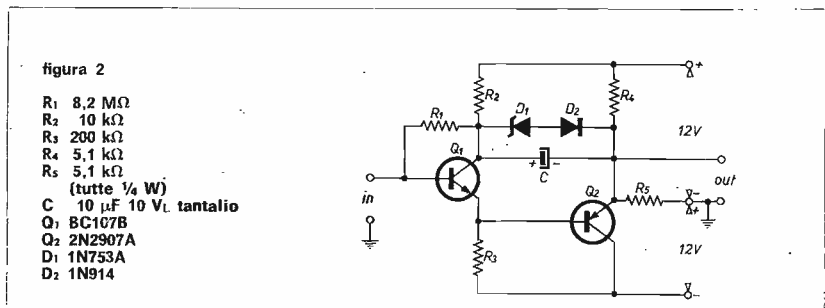 figura 2
R1 8,2 MΩ
R2 10 kΩ
R3 200 kΩ
R4 5,1 kΩ
R5 5,1 kΩ
(tutte ¼ W)
C 10 µF 10 VL tantalio
Q1 BC107B
Q2 2N2907A
D1 1N753A
D2 1N914
+
R2
R4
R1
D1
D2
12V
Q1
+
-
C
out
in
Q2
R5
-
+
R3
12V
-